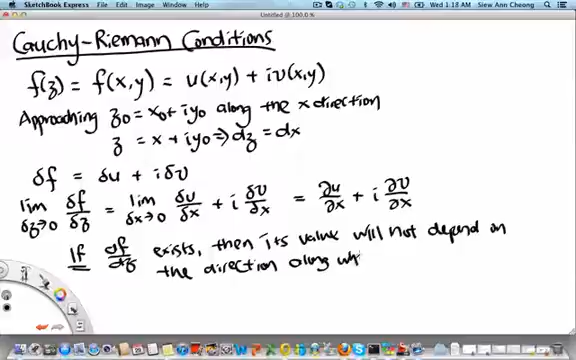 SketchBook Express File Edit Image Window Help Wed 1:18 AM Siew Ann Cheong
Untitled @ 100.0 %
Cauchy-Riemann Conditions
f(z) = f(x,y) = u(x,y) + iv(x,y)
Approaching z0 = x0 + iy0 along the x direction
z = x + iy0 ⇒ dz = dx
δf = δu + iδv
lim δz→0 δf/δz = lim δx→0 δu/δx + i δv/δx = ∂u/∂x + i ∂v/∂x
If df/dz exists, then its value will not depend on
the direction along wh